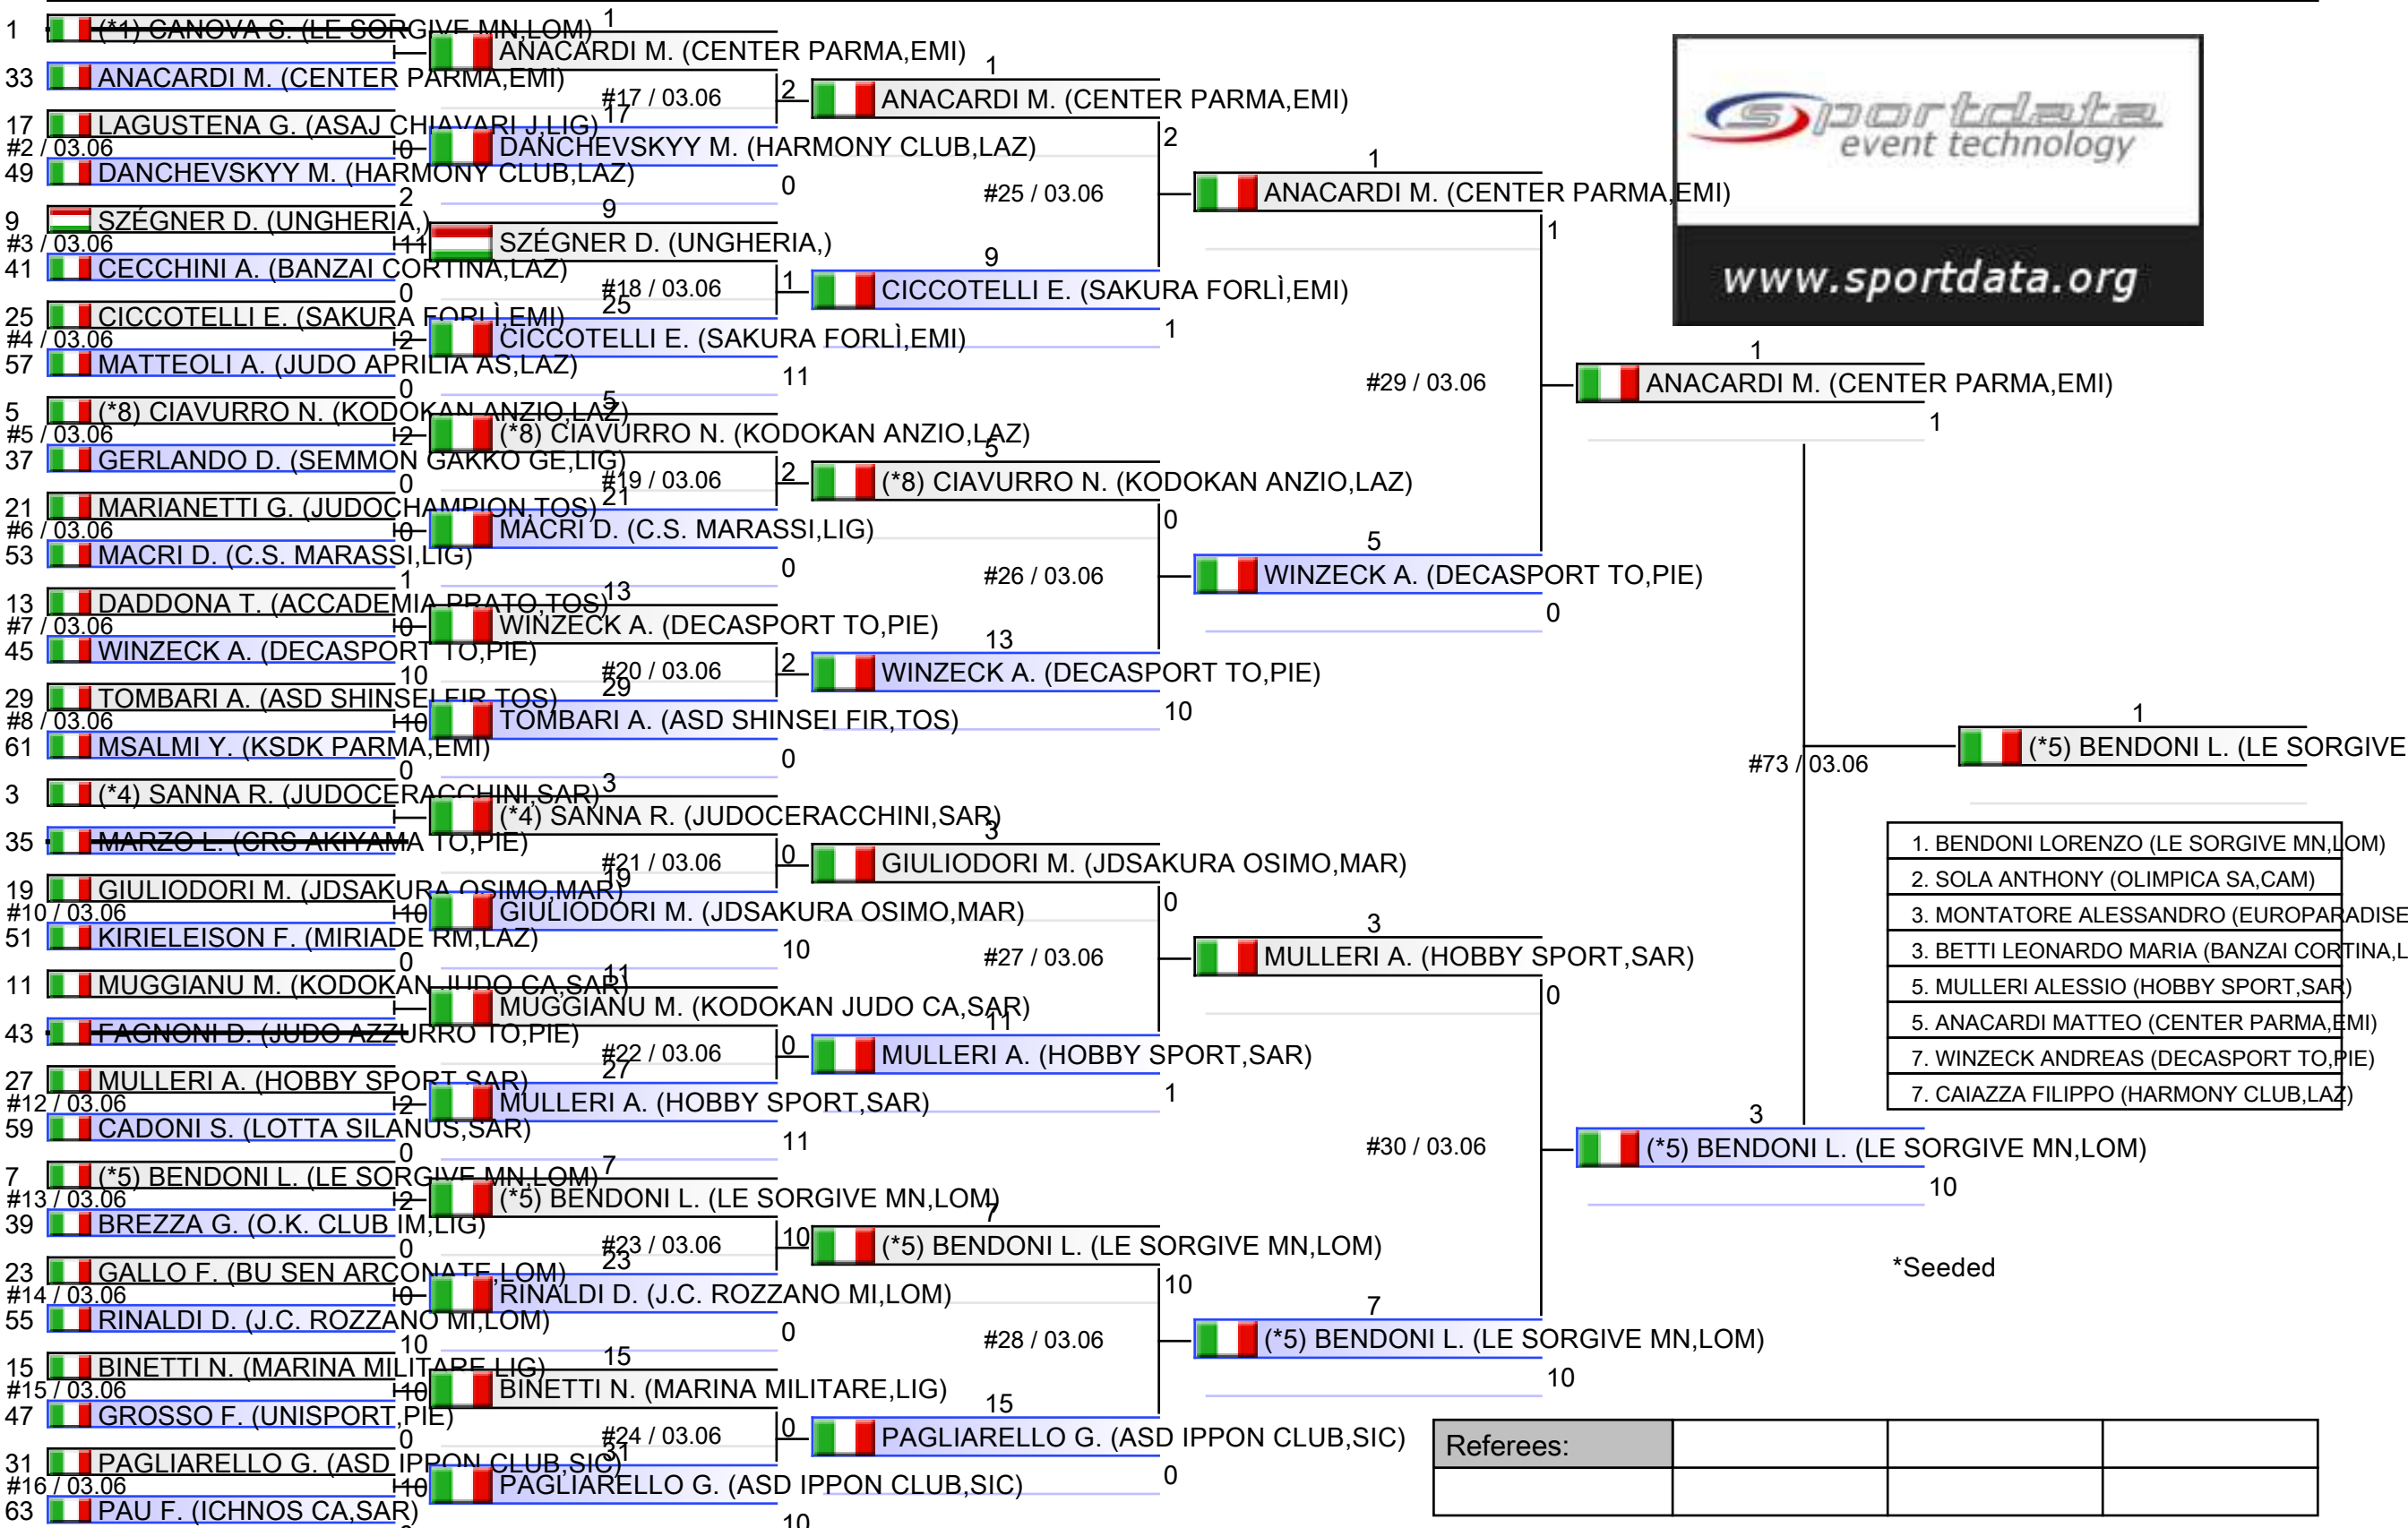 1 (*1) CANOVA S. (LE SORGIVE MN,LOM)
33 ANACARDI M. (CENTER PARMA,EMI)
17 LAGUSTENA G. (ASAJ CHIAVARI J,LIG)
#2 / 03.06
0
49 DANCHEVSKYY M. (HARMONY CLUB,LAZ)
2
9 SZÉGNER D. (UNGHERIA,)
#3 / 03.06
11
41 CECCHINI A. (BANZAI CORTINA,LAZ)
0
25 CICCOTELLI E. (SAKURA FORLÌ,EMI)
#4 / 03.06
2
57 MATTEOLI A. (JUDO APRILIA AS,LAZ)
0
5 (*8) CIAVURRO N. (KODOKAN ANZIO,LAZ)
#5 / 03.06
2
37 GERLANDO D. (SEMMON GAKKO GE,LIG)
0
21 MARIANETTI G. (JUDOCHAMPION,TOS)
#6 / 03.06
0
53 MACRI D. (C.S. MARASSI,LIG)
1
13 DADDONA T. (ACCADEMIA PRATO,TOS)
#7 / 03.06
0
45 WINZECK A. (DECASPORT TO,PIE)
10
29 TOMBARI A. (ASD SHINSEI FIR,TOS)
#8 / 03.06
10
61 MSALMI Y. (KSDK PARMA,EMI)
0
3 (*4) SANNA R. (JUDOCERACCHINI,SAR)
35 MARZO L. (CRS AKIYAMA TO,PIE)
19 GIULIODORI M. (JDSAKURA OSIMO,MAR)
#10 / 03.06
10
51 KIRIELEISON F. (MIRIADE RM,LAZ)
0
11 MUGGIANU M. (KODOKAN JUDO CA,SAR)
43 FAGNONI D. (JUDO AZZURRO TO,PIE)
27 MULLERI A. (HOBBY SPORT,SAR)
#12 / 03.06
2
59 CADONI S. (LOTTA SILANUS,SAR)
0
7 (*5) BENDONI L. (LE SORGIVE MN,LOM)
#13 / 03.06
2
39 BREZZA G. (O.K. CLUB IM,LIG)
0
23 GALLO F. (BU SEN ARCONATE,LOM)
#14 / 03.06
0
55 RINALDI D. (J.C. ROZZANO MI,LOM)
10
15 BINETTI N. (MARINA MILITARE,LIG)
#15 / 03.06
10
47 GROSSO F. (UNISPORT,PIE)
0
31 PAGLIARELLO G. (ASD IPPON CLUB,SIC)
#16 / 03.06
10
63 PAU F. (ICHNOS CA,SAR)
1
ANACARDI M. (CENTER PARMA,EMI)
#17 / 03.06
2
17
DANCHEVSKYY M. (HARMONY CLUB,LAZ)
0
9
SZÉGNER D. (UNGHERIA,)
#18 / 03.06
1
25
CICCOTELLI E. (SAKURA FORLÌ,EMI)
11
5
(*8) CIAVURRO N. (KODOKAN ANZIO,LAZ)
#19 / 03.06
2
21
MACRI D. (C.S. MARASSI,LIG)
0
13
WINZECK A. (DECASPORT TO,PIE)
#20 / 03.06
2
29
TOMBARI A. (ASD SHINSEI FIR,TOS)
0
3
(*4) SANNA R. (JUDOCERACCHINI,SAR)
#21 / 03.06
0
19
GIULIODORI M. (JDSAKURA OSIMO,MAR)
10
11
MUGGIANU M. (KODOKAN JUDO CA,SAR)
#22 / 03.06
0
27
MULLERI A. (HOBBY SPORT,SAR)
11
7
(*5) BENDONI L. (LE SORGIVE MN,LOM)
#23 / 03.06
10
23
RINALDI D. (J.C. ROZZANO MI,LOM)
0
15
BINETTI N. (MARINA MILITARE,LIG)
#24 / 03.06
0
31
PAGLIARELLO G. (ASD IPPON CLUB,SIC)
10
1
ANACARDI M. (CENTER PARMA,EMI)
2
#25 / 03.06
9
CICCOTELLI E. (SAKURA FORLÌ,EMI)
1
5
(*8) CIAVURRO N. (KODOKAN ANZIO,LAZ)
0
#26 / 03.06
13
WINZECK A. (DECASPORT TO,PIE)
10
3
GIULIODORI M. (JDSAKURA OSIMO,MAR)
0
#27 / 03.06
11
MULLERI A. (HOBBY SPORT,SAR)
1
7
(*5) BENDONI L. (LE SORGIVE MN,LOM)
10
#28 / 03.06
15
PAGLIARELLO G. (ASD IPPON CLUB,SIC)
0
1
ANACARDI M. (CENTER PARMA,EMI)
1
#29 / 03.06
5
WINZECK A. (DECASPORT TO,PIE)
0
3
MULLERI A. (HOBBY SPORT,SAR)
0
#30 / 03.06
7
(*5) BENDONI L. (LE SORGIVE MN,LOM)
10
1
ANACARDI M. (CENTER PARMA,EMI)
1
#73 / 03.06
3
(*5) BENDONI L. (LE SORGIVE MN,LOM)
10
1
(*5) BENDONI L. (LE SORGIVE
sportdata
event technology
www.sportdata.org
1. BENDONI LORENZO (LE SORGIVE MN,LOM)
2. SOLA ANTHONY (OLIMPICA SA,CAM)
3. MONTATORE ALESSANDRO (EUROPARADISE
3. BETTI LEONARDO MARIA (BANZAI CORTINA,L
5. MULLERI ALESSIO (HOBBY SPORT,SAR)
5. ANACARDI MATTEO (CENTER PARMA,EMI)
7. WINZECK ANDREAS (DECASPORT TO,PIE)
7. CAIAZZA FILIPPO (HARMONY CLUB,LAZ)
*Seeded
Referees: